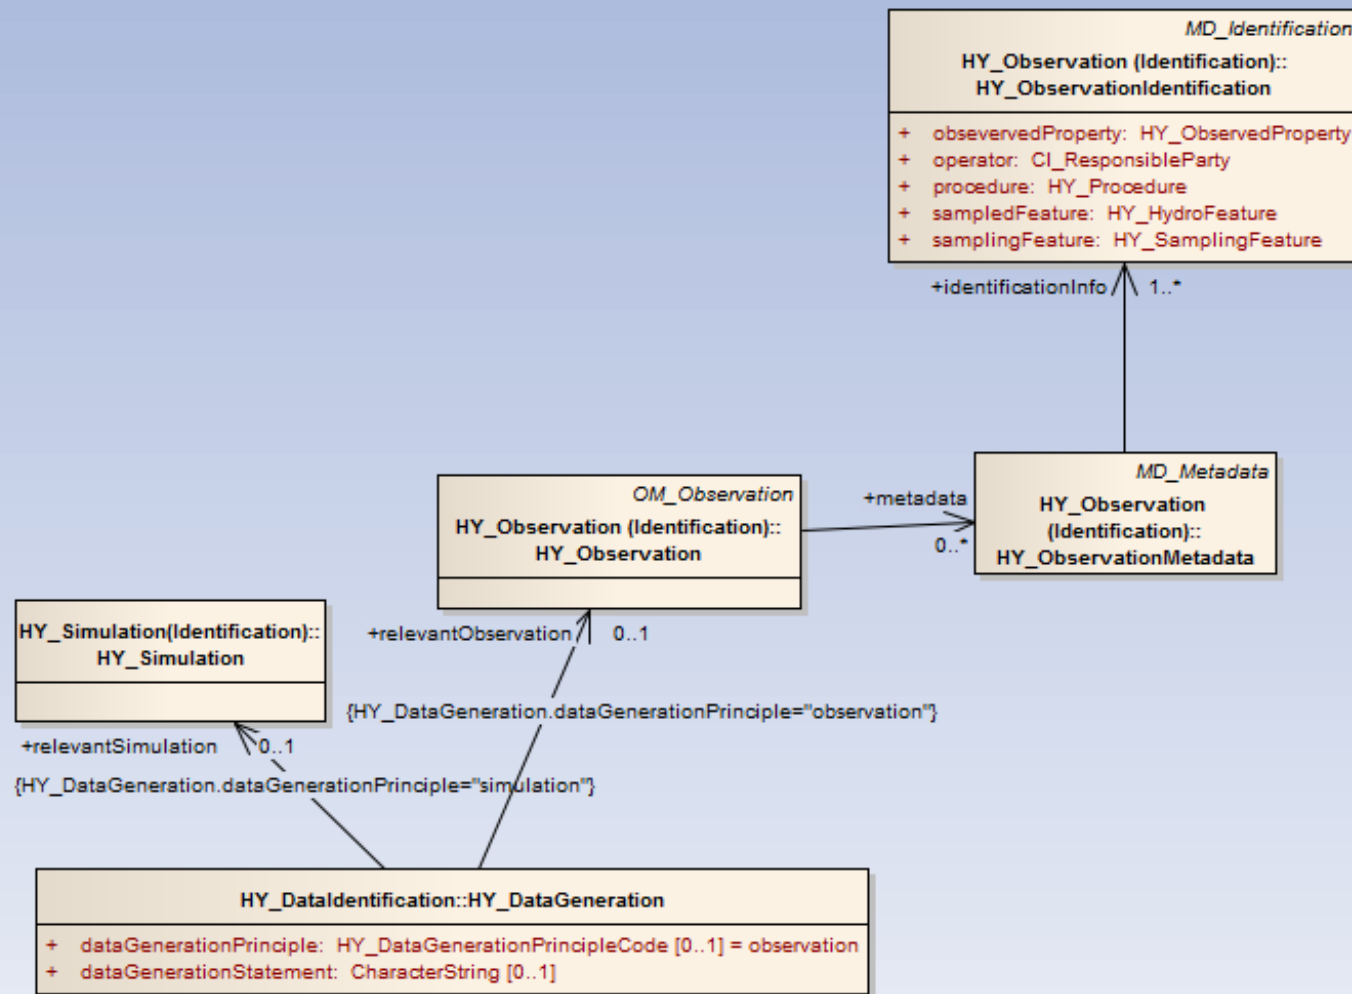 MD_Identification
HY_Observation (Identification)::
HY_ObservationIdentification
+ obsevervedProperty: HY_ObservedProperty
+ operator: CI_ResponsibleParty
+ procedure: HY_Procedure
+ sampledFeature: HY_HydroFeature
+ samplingFeature: HY_SamplingFeature
+identificationInfo 1..*
MD_Metadata
HY_Observation
(Identification)::
HY_ObservationMetadata
+metadata
0..*
OM_Observation
HY_Observation (Identification)::
HY_Observation
+relevantObservation 0..1
{HY_DataGeneration.dataGenerationPrinciple="observation"}
HY_Simulation(Identification)::
HY_Simulation
+relevantSimulation 0..1
{HY_DataGeneration.dataGenerationPrinciple="simulation"}
HY_DataIdentification::HY_DataGeneration
+ dataGenerationPrinciple: HY_DataGenerationPrincipleCode [0..1] = observation
+ dataGenerationStatement: CharacterString [0..1]